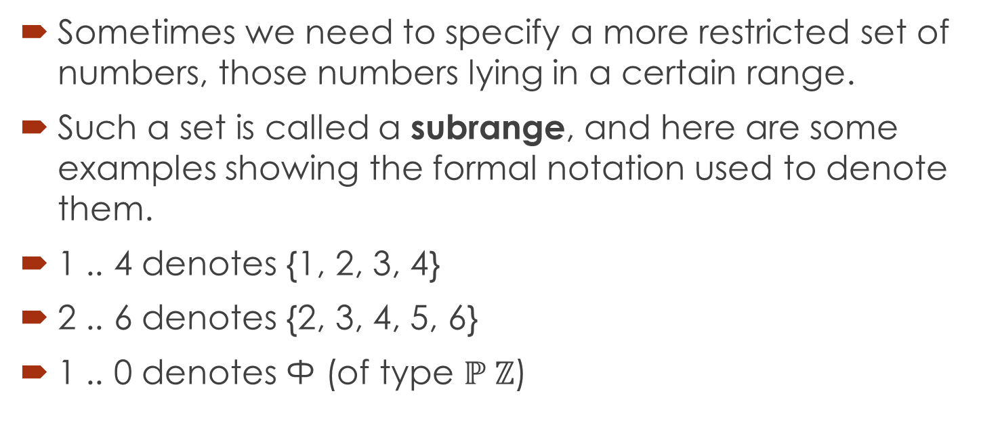 Sometimes we need to specify a more restricted set of
numbers, those numbers lying in a certain range.
Such a set is called a subrange, and here are some
examples showing the formal notation used to denote
them.
1 .. 4 denotes {1, 2, 3, 4}
2 .. 6 denotes {2, 3, 4, 5, 6}
1 .. 0 denotes Φ (of type ℙ ℤ)